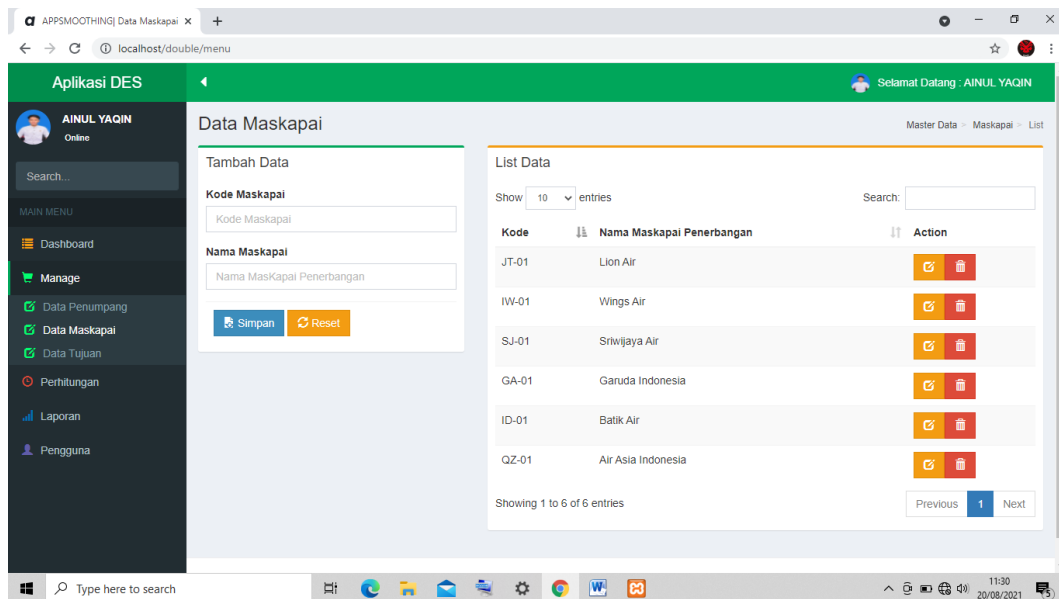 APPSMOOTHING| Data Maskapai
localhost/double/menu
Aplikasi DES
Selamat Datang : AINUL YAQIN
AINUL YAQIN
Online
Search...
MAIN MENU
Dashboard
Manage
Data Penumpang
Data Maskapai
Data Tujuan
Perhitungan
Laporan
Pengguna
Data Maskapai
Master Data > Maskapai > List
Tambah Data
Kode Maskapai
Kode Maskapai
Nama Maskapai
Nama MasKapai Penerbangan
Simpan Reset
List Data
Show 10 entries Search:
Kode Nama Maskapai Penerbangan Action
JT-01 Lion Air
IW-01 Wings Air
SJ-01 Sriwijaya Air
GA-01 Garuda Indonesia
ID-01 Batik Air
QZ-01 Air Asia Indonesia
Showing 1 to 6 of 6 entries Previous 1 Next
Type here to search
11:30
20/08/2021